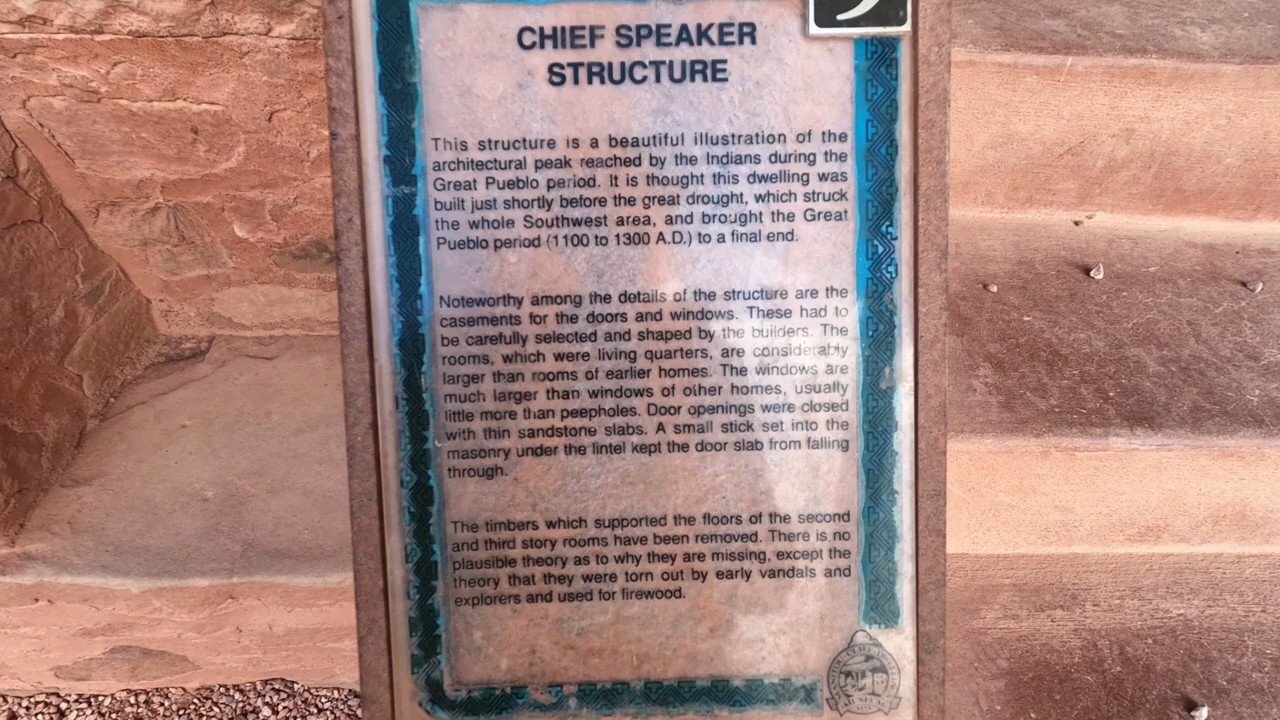 CHIEF SPEAKER
STRUCTURE
This structure is a beautiful illustration of the
architectural peak reached by the Indians during the
Great Pueblo period. It is thought this dwelling was
built just shortly before the great drought, which struck
the whole Southwest area, and brought the Great
Pueblo period (1100 to 1300 A.D.) to a final end.
Noteworthy among the details of the structure are the
casements for the doors and windows. These had to
be carefully selected and shaped by the builders. The
rooms, which were living quarters, are considerably
larger than rooms of earlier homes. The windows are
much larger than windows of other homes, usually
little more than peepholes. Door openings were closed
with thin sandstone slabs. A small stick set into the
masonry under the lintel kept the door slab from falling
through.
The timbers which supported the floors of the second
and third story rooms have been removed. There is no
plausible theory as to why they are missing, except the
theory that they were torn out by early vandals and
explorers and used for firewood.
MANITOU CLIFF DWELLINGS
MUSEUM